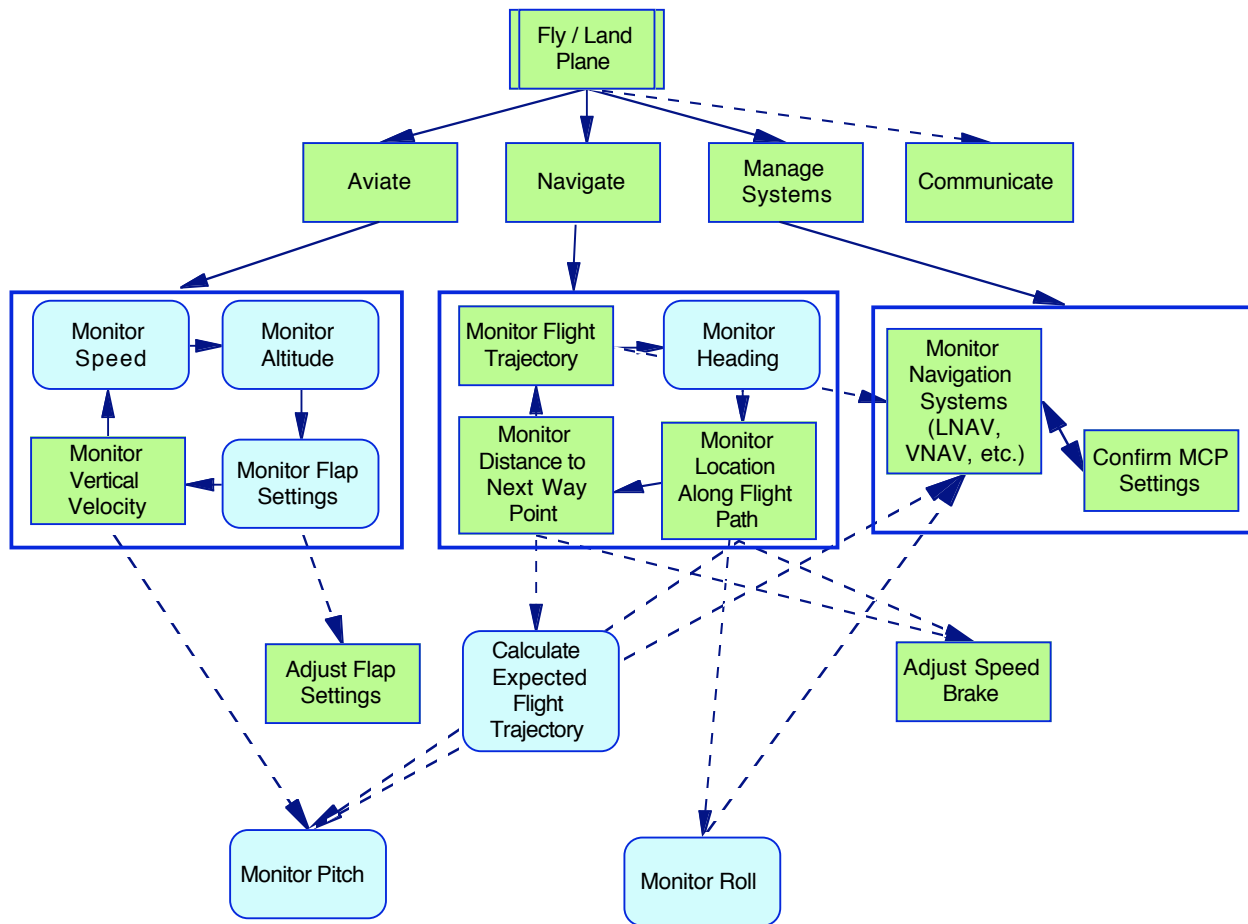 Fly / Land
Plane
Aviate
Navigate
Manage
Systems
Communicate
Monitor
Speed
Monitor
Altitude
Monitor
Vertical
Velocity
Monitor Flap
Settings
Monitor Flight
Trajectory
Monitor
Heading
Monitor
Distance to
Next Way
Point
Monitor
Location
Along Flight
Path
Monitor
Navigation
Systems
(LNAV,
VNAV, etc.)
Confirm MCP
Settings
Adjust Flap
Settings
Calculate
Expected
Flight
Trajectory
Adjust Speed
Brake
Monitor Pitch
Monitor Roll